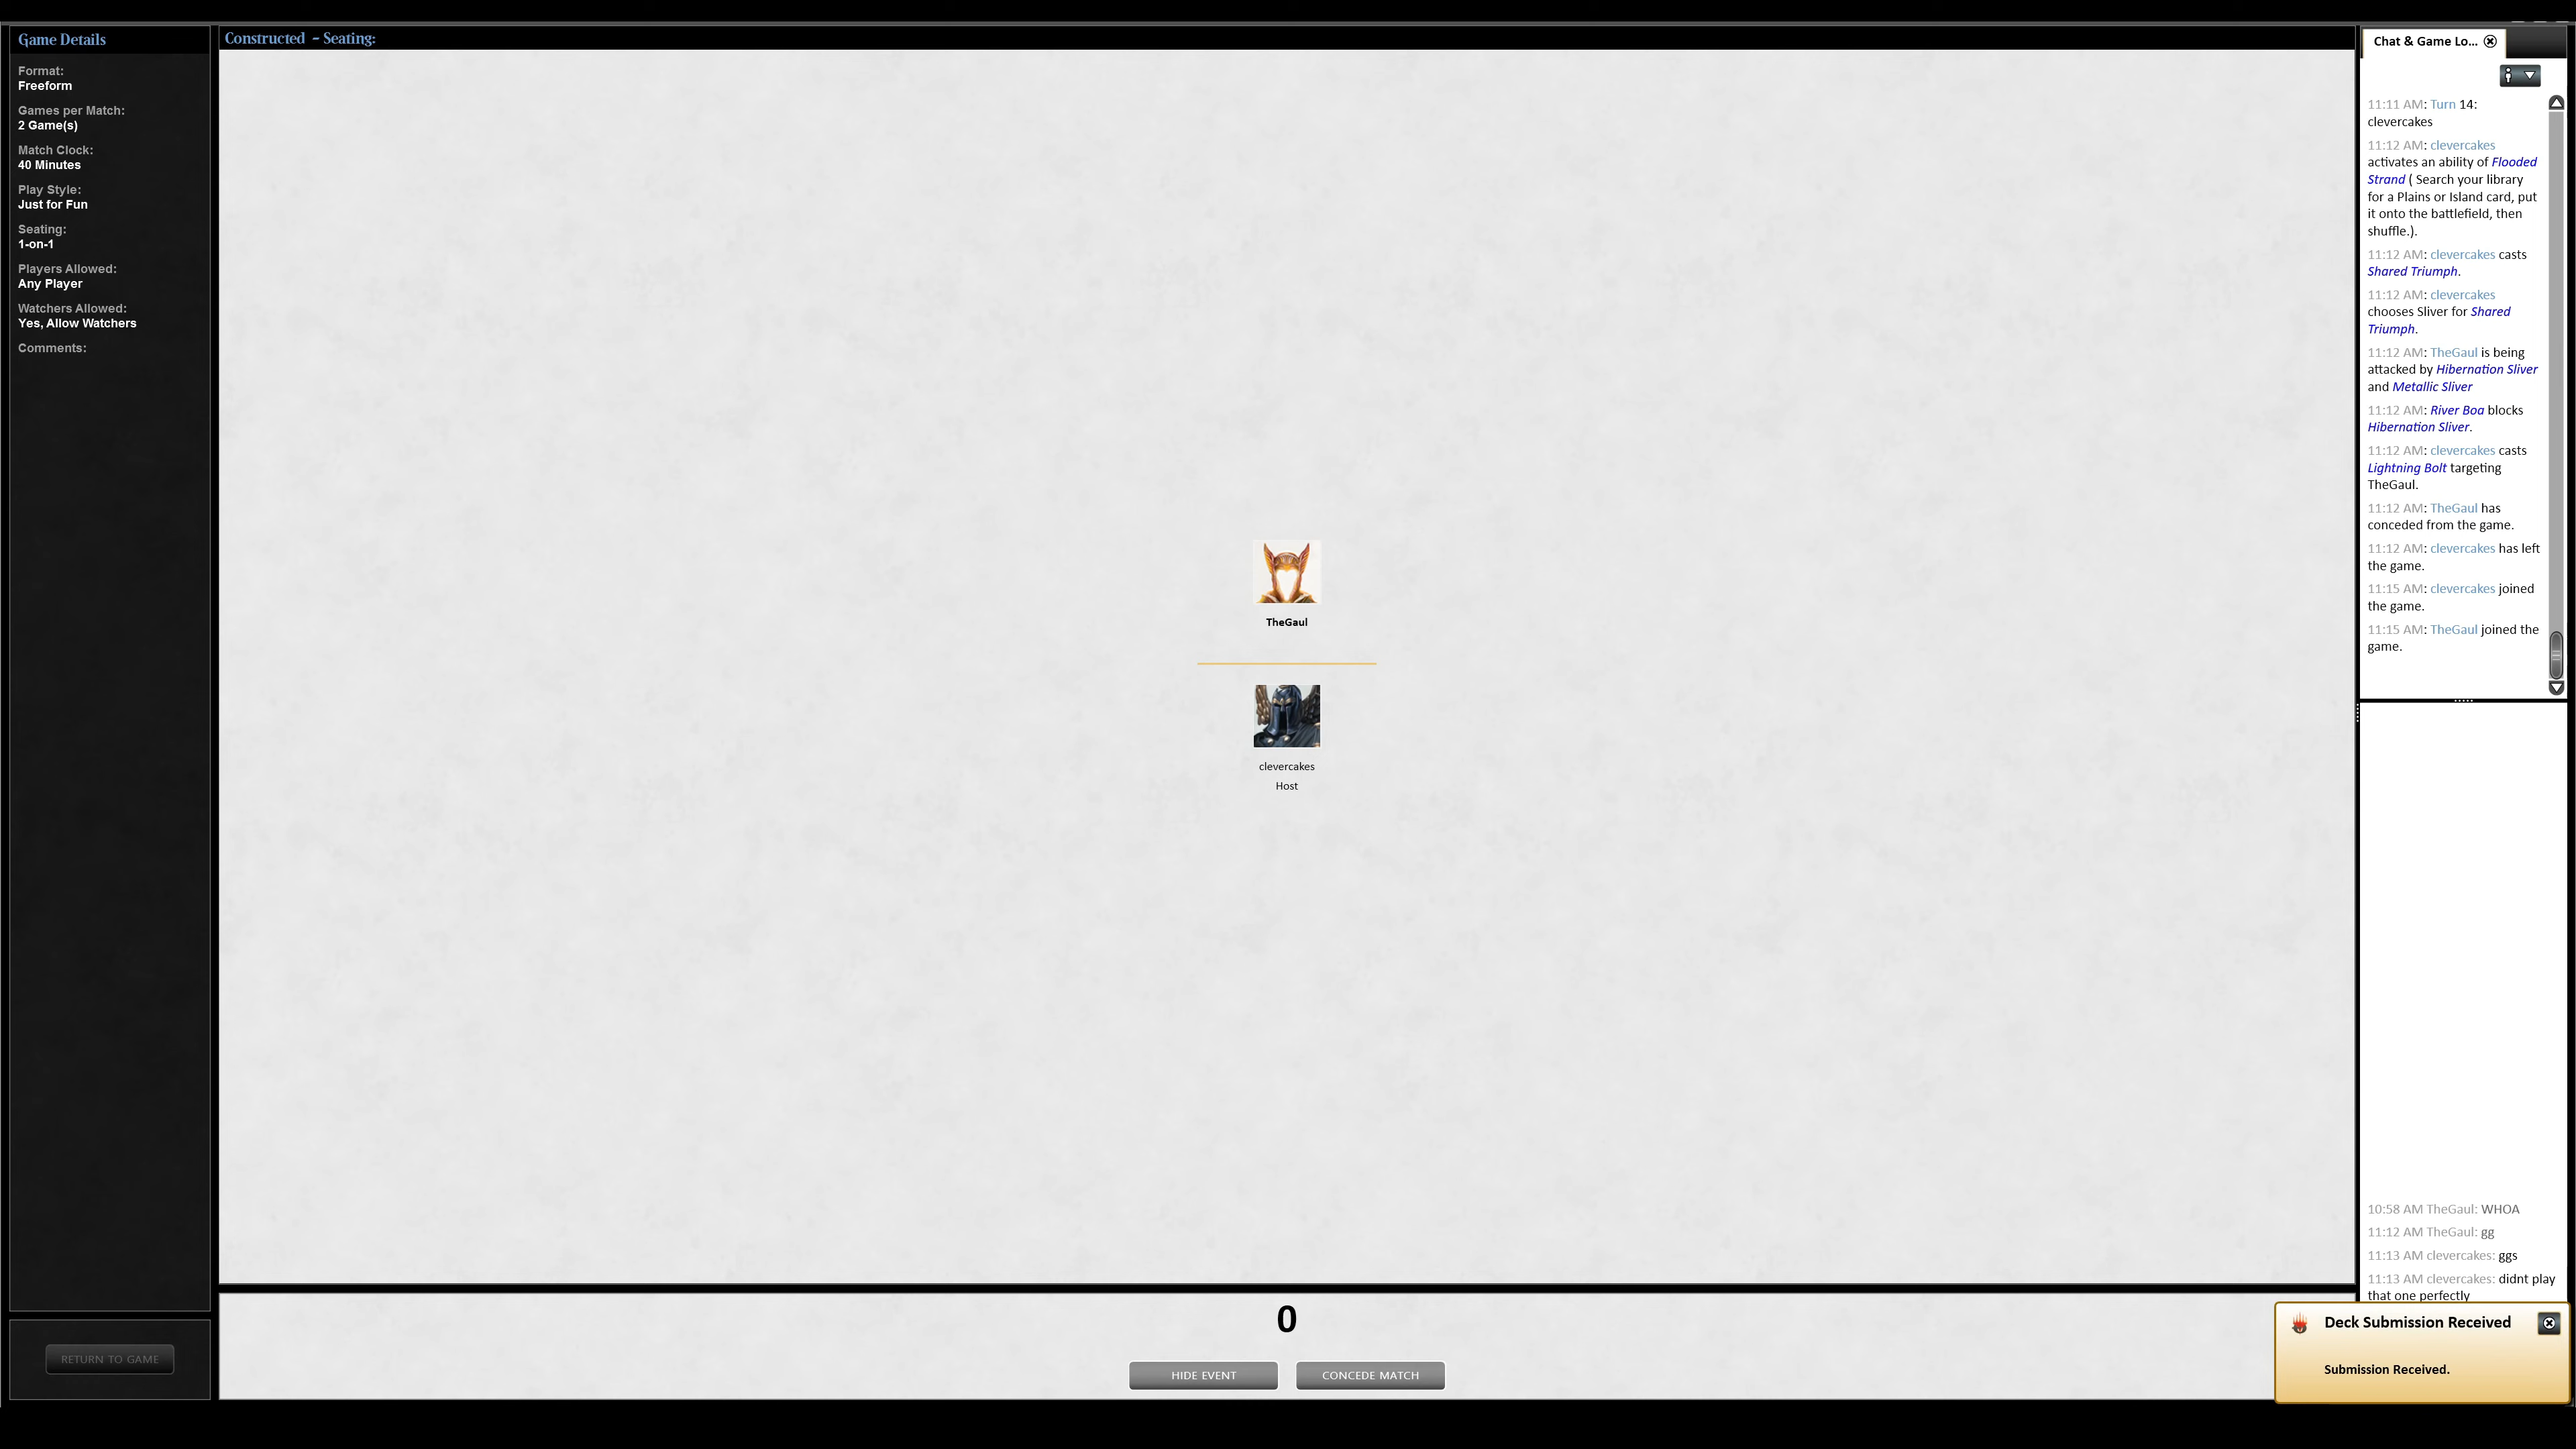 Game Details
Format:
Freeform
Games per Match:
2 Game(s)
Match Clock:
40 Minutes
Play Style:
Just for Fun
Seating:
1-on-1
Players Allowed:
Any Player
Watchers Allowed:
Yes, Allow Watchers
Comments:
RETURN TO GAME
Constructed - Seating:
TheGaul
clevercakes
Host
0
HIDE EVENT
CONCEDE MATCH
Chat & Game Lo...
11:11 AM: Turn 14:
clevercakes
11:12 AM: clevercakes
activates an ability of Flooded
Strand ( Search your library
for a Plains or Island card, put
it onto the battlefield, then
shuffle.).
11:12 AM: clevercakes casts
Shared Triumph.
11:12 AM: clevercakes
chooses Sliver for Shared
Triumph.
11:12 AM: TheGaul is being
attacked by Hibernation Sliver
and Metallic Sliver
11:12 AM: River Boa blocks
Hibernation Sliver.
11:12 AM: clevercakes casts
Lightning Bolt targeting
TheGaul.
11:12 AM: TheGaul has
conceded from the game.
11:12 AM: clevercakes has left
the game.
11:15 AM: clevercakes joined
the game.
11:15 AM: TheGaul joined the
game.
10:58 AM TheGaul: WHOA
11:12 AM TheGaul: gg
11:13 AM clevercakes: ggs
11:13 AM clevercakes: didnt play
that one perfectly
Deck Submission Received
Submission Received.